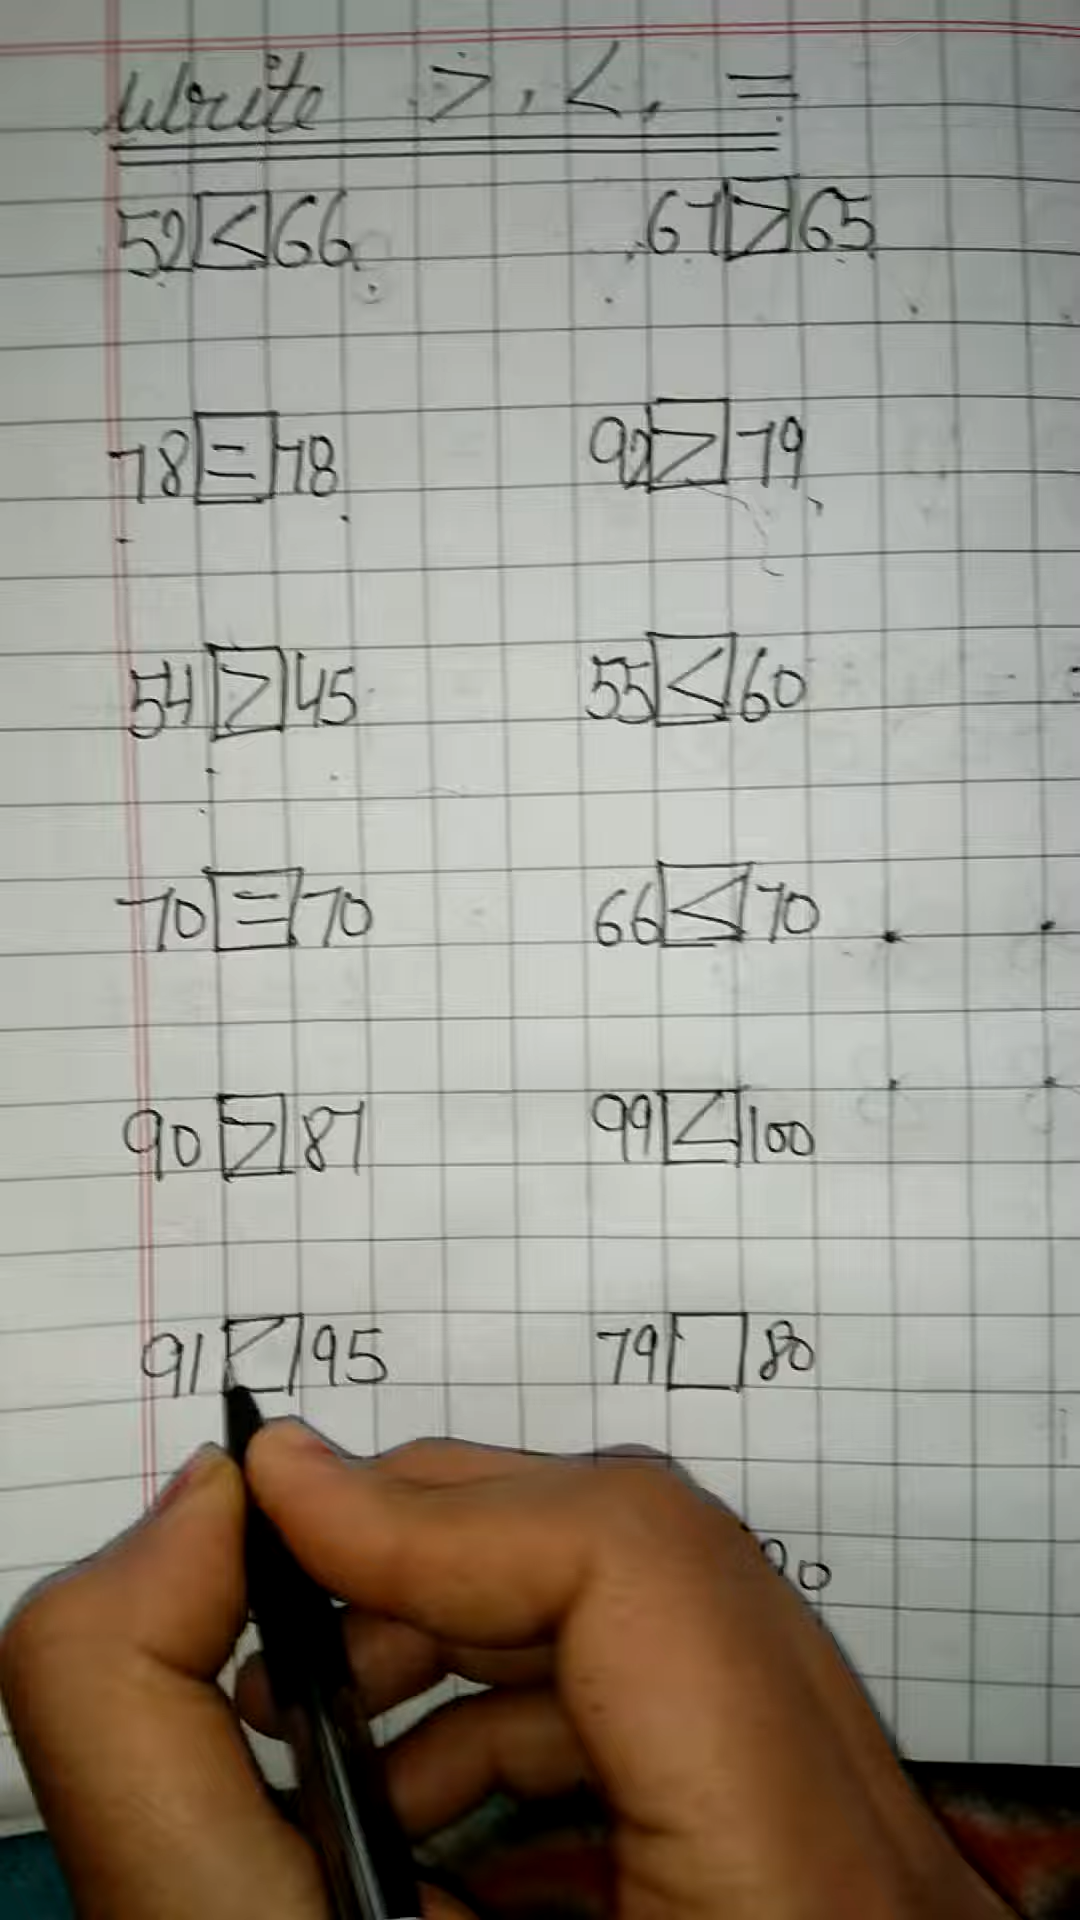 Write >, <, =
52 < 66 67 > 65
78 = 78 92 > 79
54 > 45 55 < 60
70 = 70 66 < 70
90 > 87 99 < 100
91 < 95 79 80